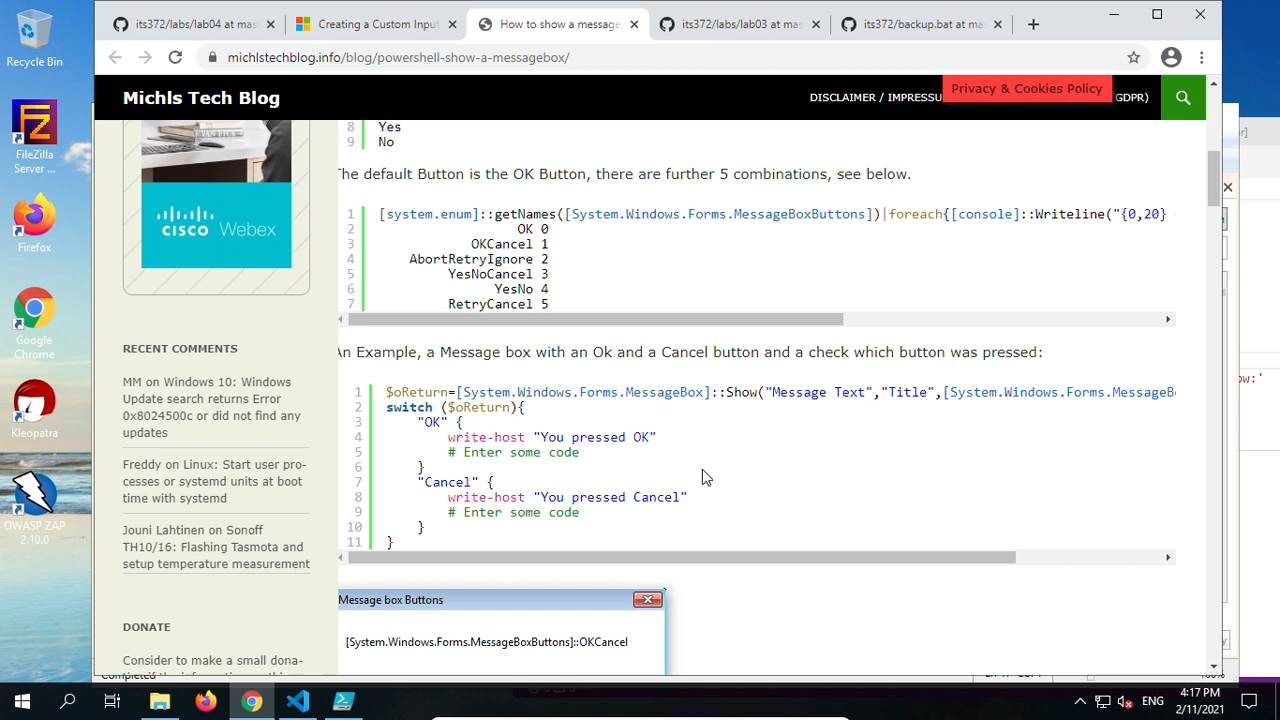 Recycle Bin
FileZilla
Server ...
Firefox
Google
Chrome
Kleopatra
OWASP ZAP
2.10.0
its372/labs/lab04 at mas
Creating a Custom Input
How to show a message
its372/labs/lab03 at mas
its372/backup.bat at mas
michlstechblog.info/blog/powershell-show-a-messagebox/
Michls Tech Blog
DISCLAIMER / IMPRESSU
Privacy & Cookies Policy
GDPR)
cisco Webex
RECENT COMMENTS
MM on Windows 10: Windows
Update search returns Error
0x8024500c or did not find any
updates
Freddy on Linux: Start user pro-
cesses or systemd units at boot
time with systemd
Jouni Lahtinen on Sonoff
TH10/16: Flashing Tasmota and
setup temperature measurement
DONATE
Consider to make a small dona-
8 Yes
9 No
The default Button is the OK Button, there are further 5 combinations, see below.
1 [system.enum]::getNames([System.Windows.Forms.MessageBoxButtons])|foreach{[console]::Writeline("{0,20}
2 OK 0
3 OKCancel 1
4 AbortRetryIgnore 2
5 YesNoCancel 3
6 YesNo 4
7 RetryCancel 5
An Example, a Message box with an Ok and a Cancel button and a check which button was pressed:
1 $oReturn=[System.Windows.Forms.MessageBox]::Show("Message Text","Title",[System.Windows.Forms.MessageB
2 switch ($oReturn){
3 "OK" {
4 write-host "You pressed OK"
5 # Enter some code
6 }
7 "Cancel" {
8 write-host "You pressed Cancel"
9 # Enter some code
10 }
11 }
Message box Buttons
[System.Windows.Forms.MessageBoxButtons]::OKCancel
ow:'
Completed
ENG
4:17 PM
2/11/2021